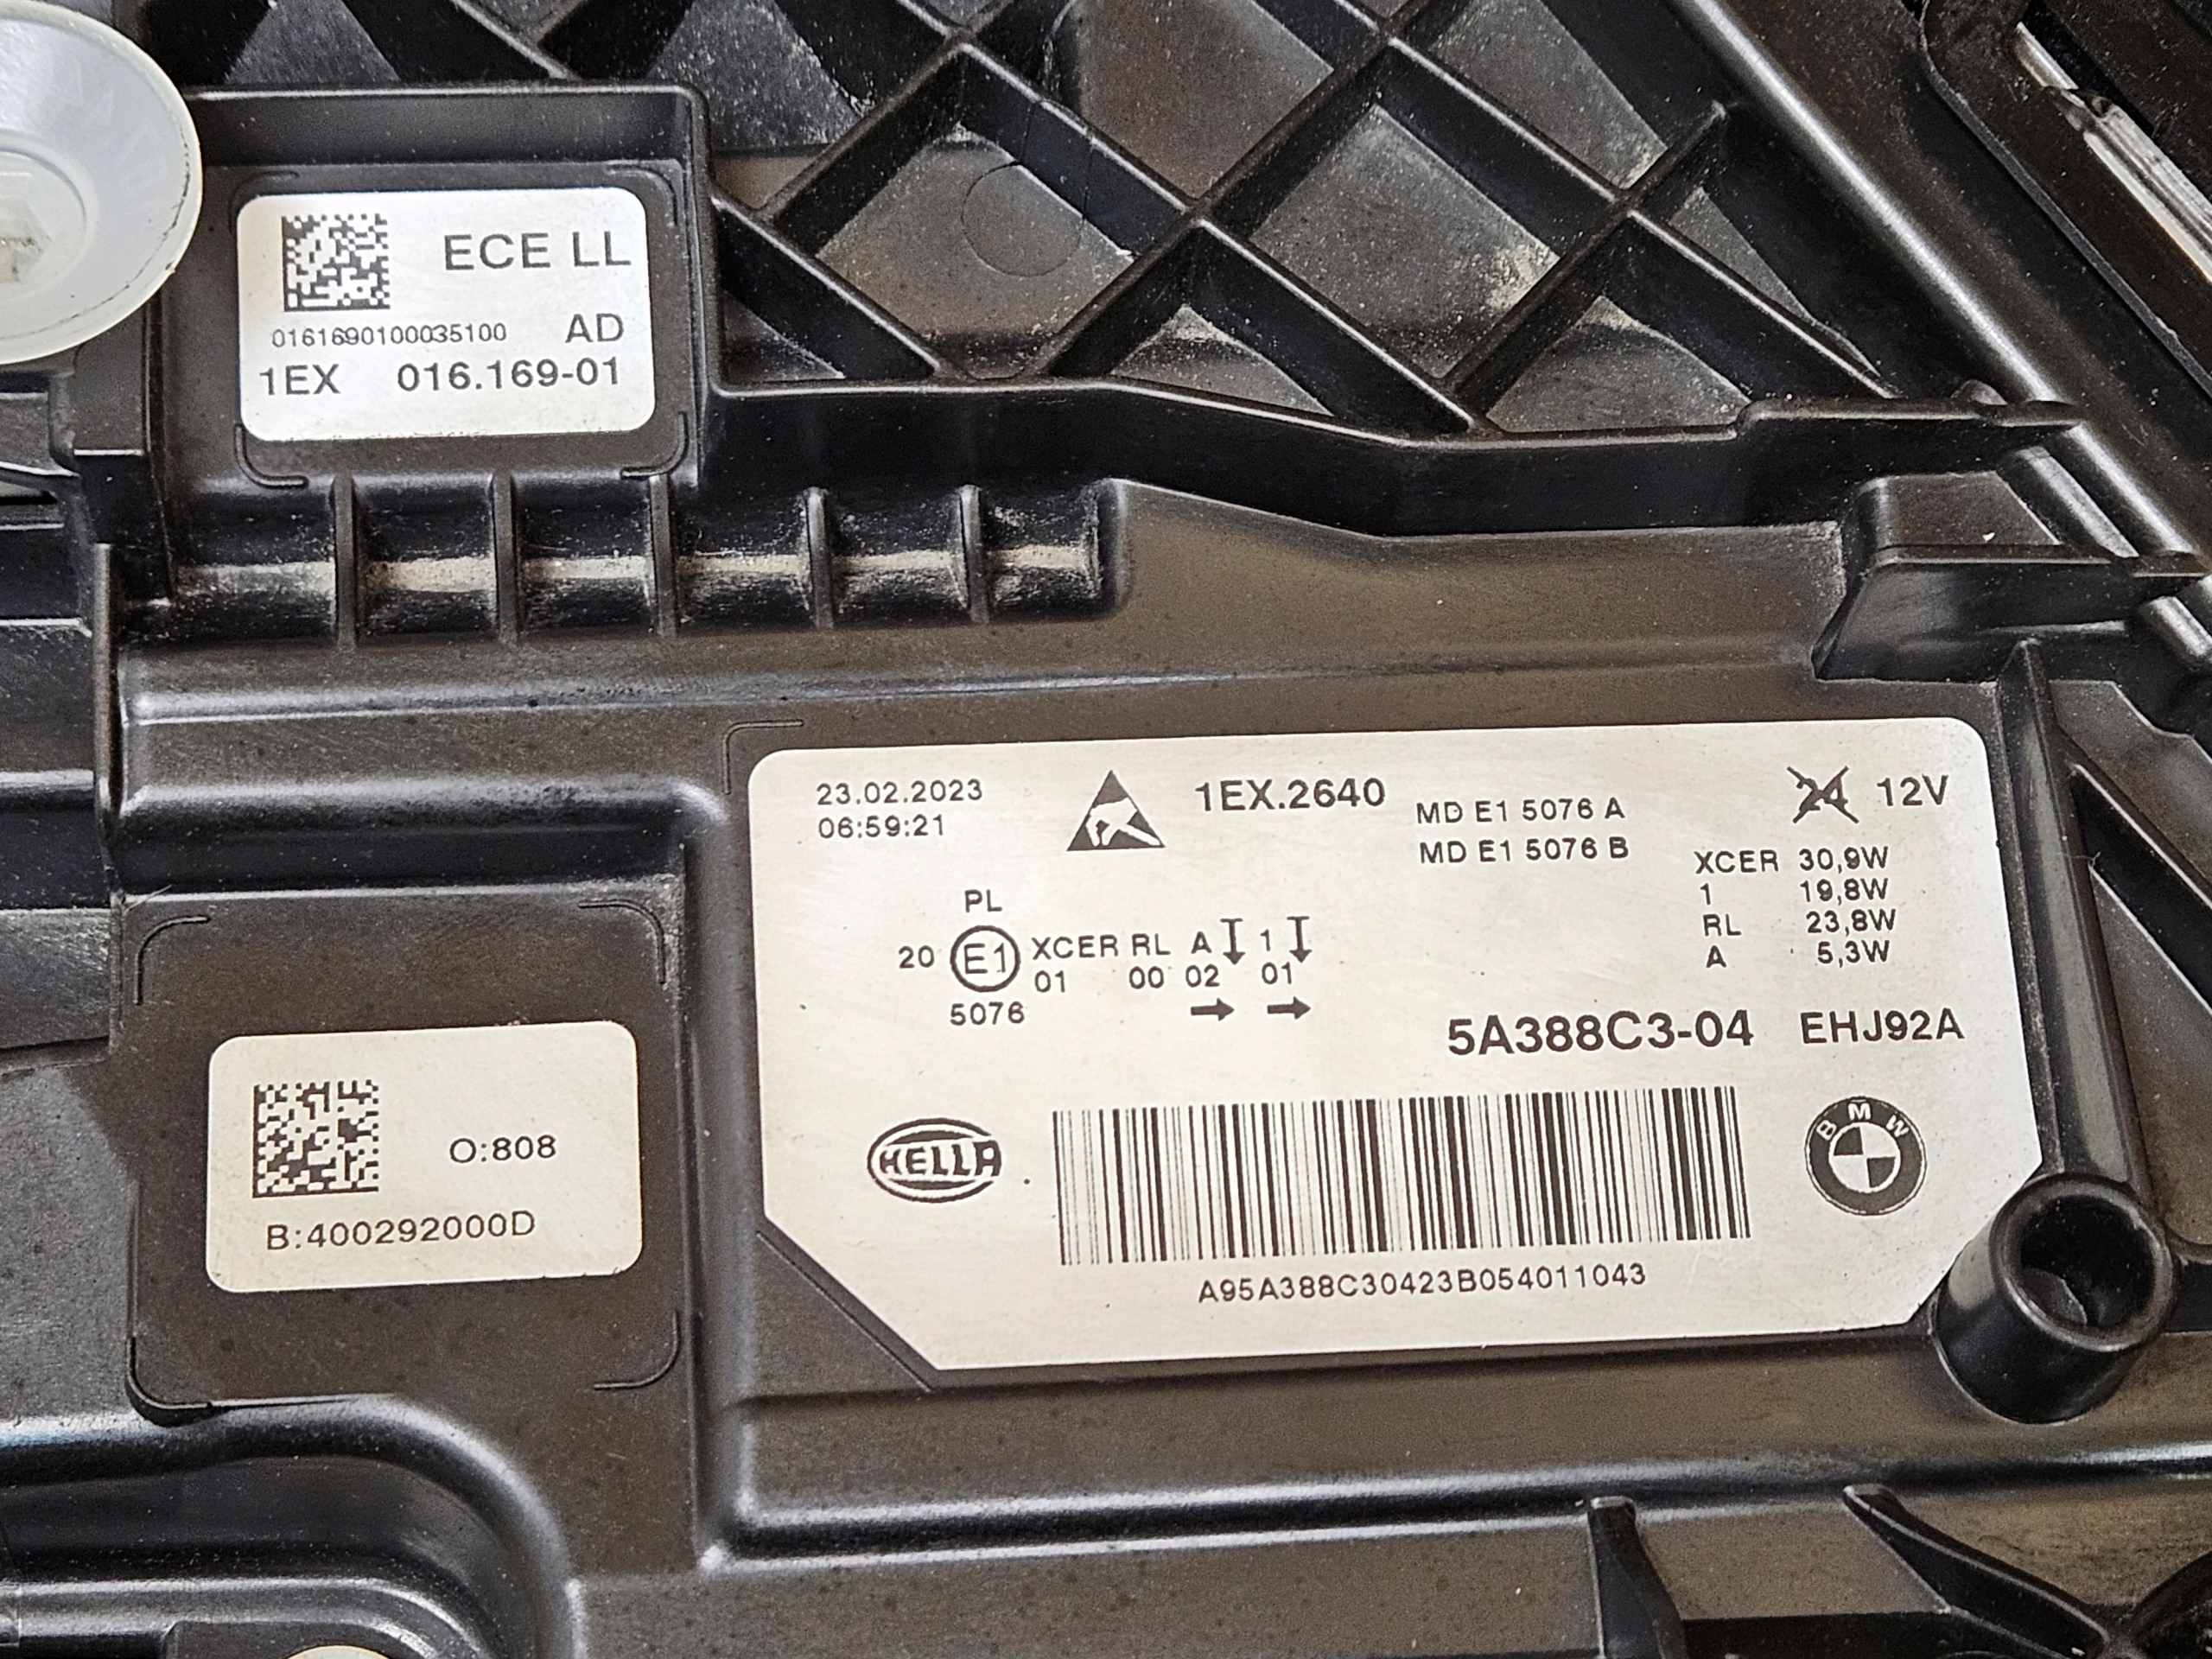 ECE LL
0161690100035100 AD
1EX 016.169-01
23.02.2023
06:59:21
1EX.2640
MD E1 5076 A
MD E1 5076 B
24 12V
XCER 30,9W
1 19,8W
RL 23,8W
A 5,3W
PL
20 E1 XCER RL A 1
01 00 02 01
5076
5A388C3-04 EHJ92A
O:808
B:400292000D
HELLA
BMW
A95A388C30423B054011043